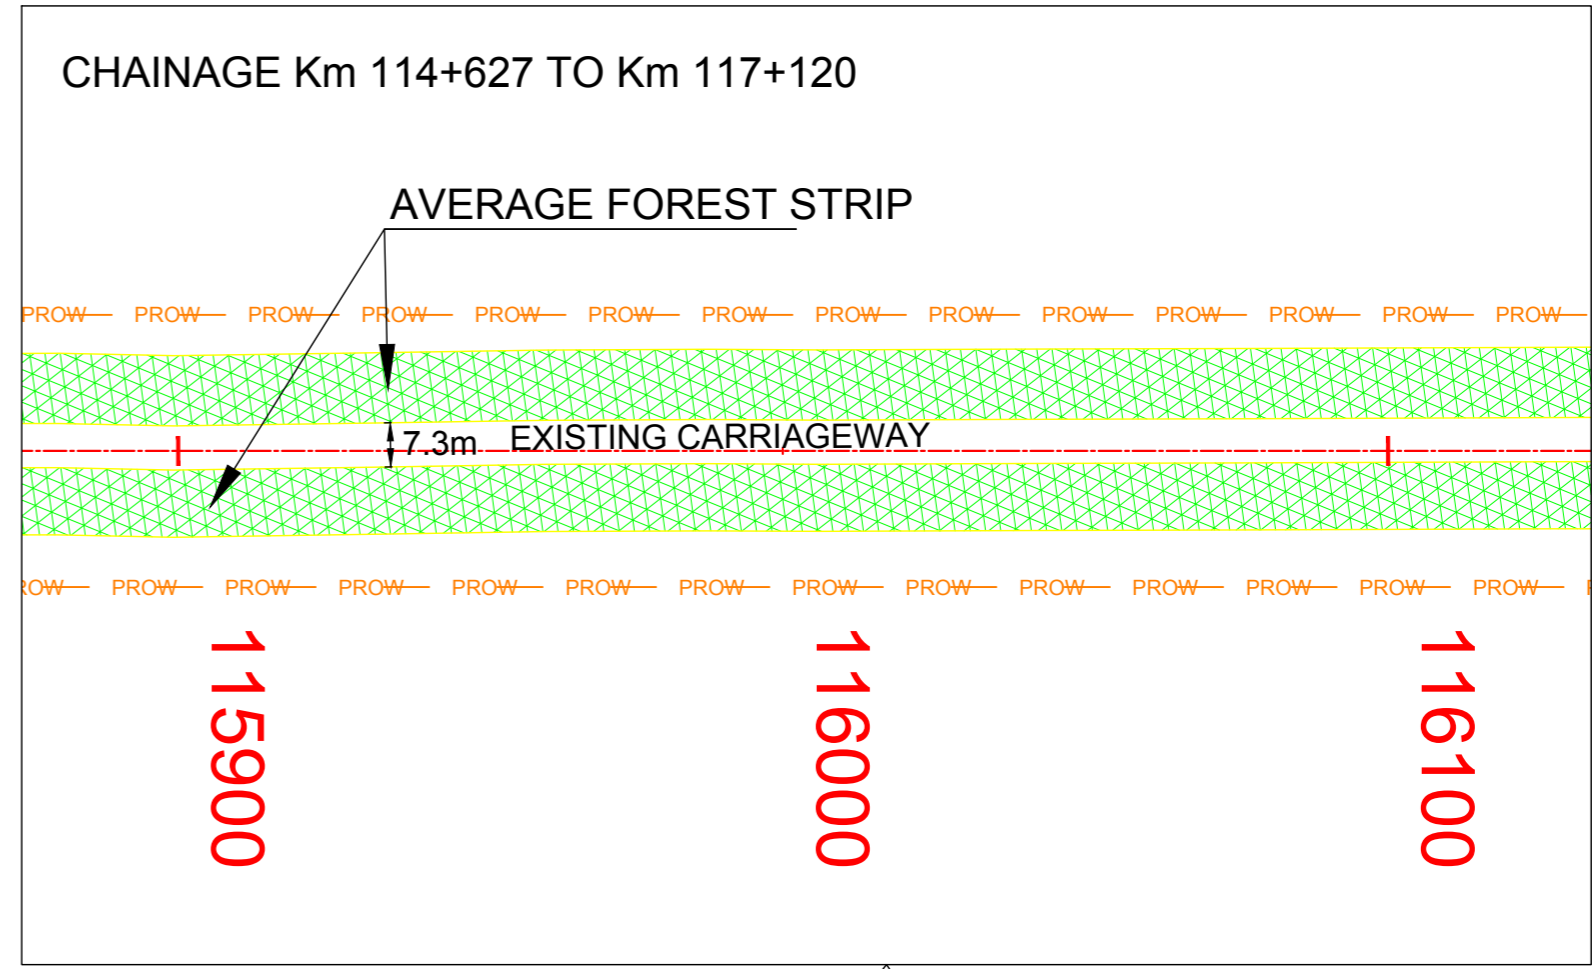 CHAINAGE Km 114+627 TO Km 117+120
AVERAGE FOREST STRIP
PROW PROW PROW PROW PROW PROW PROW PROW PROW PROW PROW PROW PROW PROW
7.3m EXISTING CARRIAGEWAY
ROW PROW PROW PROW PROW PROW PROW PROW PROW PROW PROW PROW PROW PROW
115900
116000
116100